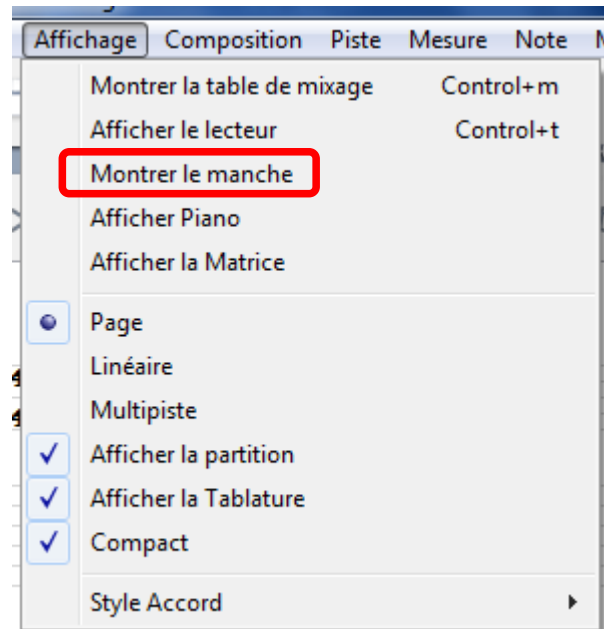 Affichage Composition Piste Mesure Note
Montrer la table de mixage Control+m
Afficher le lecteur Control+t
Montrer le manche
Afficher Piano
Afficher la Matrice
Page
Linéaire
Multipiste
Afficher la partition
Afficher la Tablature
Compact
Style Accord